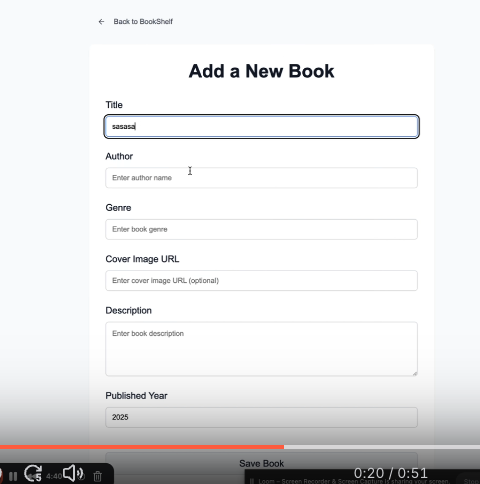 Back to BookShelf
Add a New Book
Title
sasasa
Author
Enter author name
Genre
Enter book genre
Cover Image URL
Enter cover image URL (optional)
Description
Enter book description
Published Year
2025
Save Book
5 4:40 0:20 / 0:51
Loom – Screen Recorder & Screen Capture is sharing your screen.